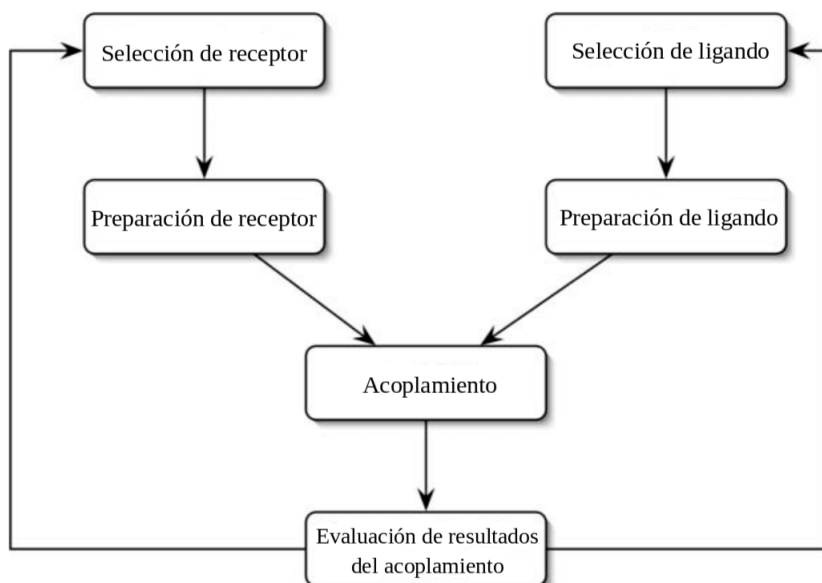 Selección de receptor
Selección de ligando
Preparación de receptor
Preparación de ligando
Acoplamiento
Evaluación de resultados
del acoplamiento